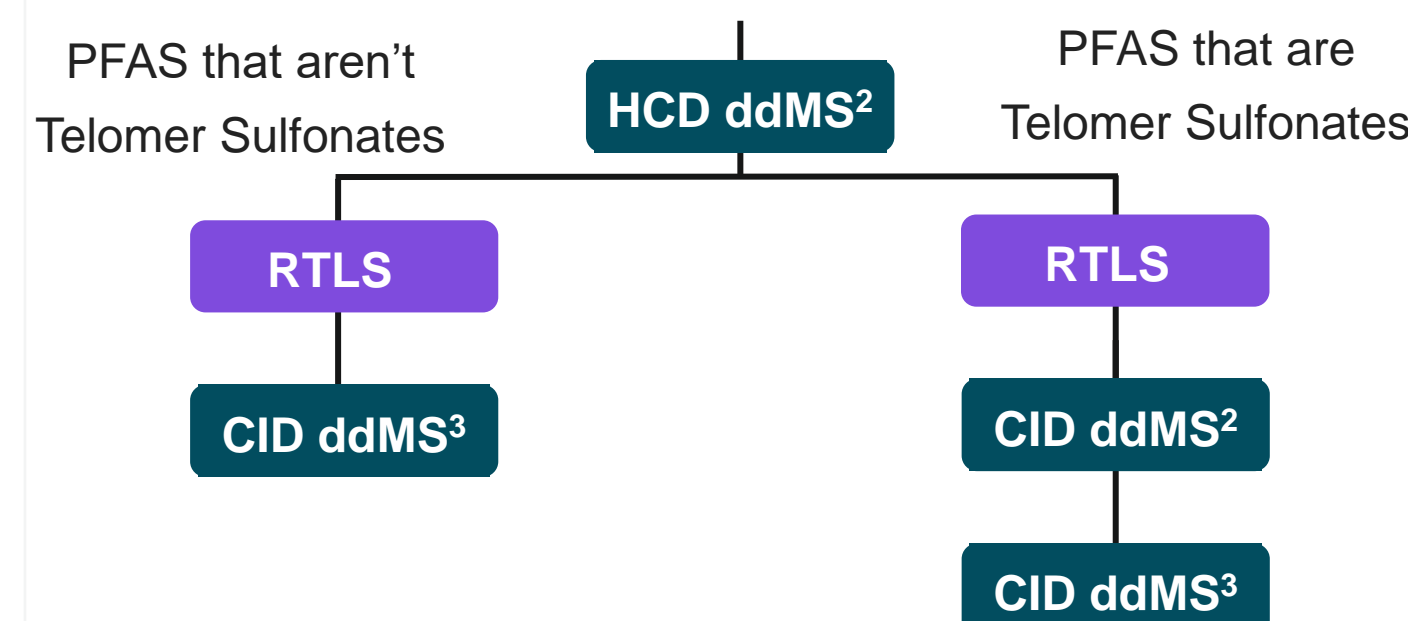 PFAS that aren't
Telomer Sulfonates
HCD ddMS²
PFAS that are
Telomer Sulfonates
RTLS
RTLS
CID ddMS³
CID ddMS²
CID ddMS³